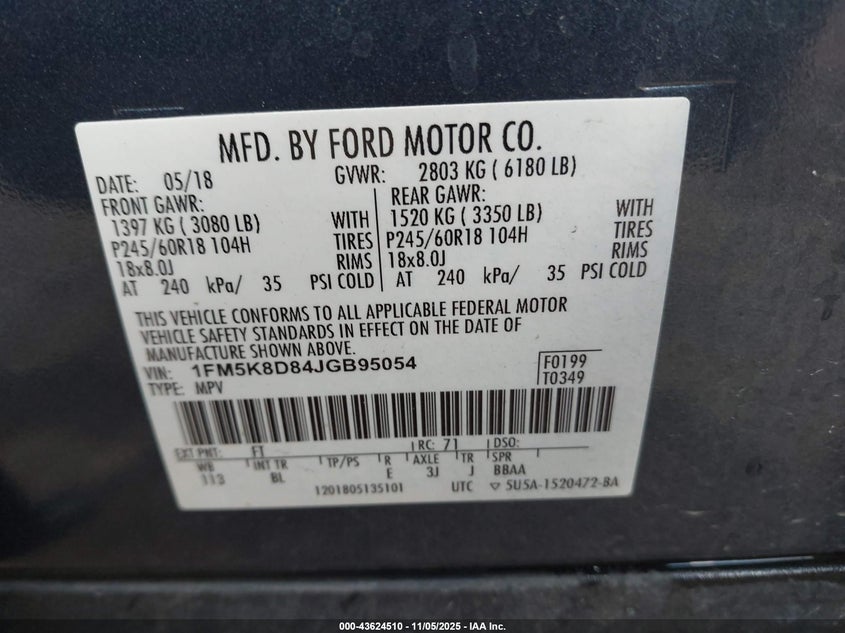 MFD. BY FORD MOTOR CO.
DATE: 05/18 GVWR: 2803 KG ( 6180 LB)
FRONT GAWR: REAR GAWR:
1397 KG ( 3080 LB) WITH 1520 KG ( 3350 LB) WITH
P245/60R18 104H TIRES P245/60R18 104H TIRES
18x8.0J RIMS 18x8.0J RIMS
AT 240 kPa/ 35 PSI COLD AT 240 kPa/ 35 PSI COLD
THIS VEHICLE CONFORMS TO ALL APPLICABLE FEDERAL MOTOR
VEHICLE SAFETY STANDARDS IN EFFECT ON THE DATE OF
MANUFACTURE SHOWN ABOVE.
VIN: 1FM5K8D84JGB95054 F0199
TYPE: MPV T0349
EXT PNT: FT RC: 71 DSO:
WB INT TR TP/PS R AXLE TR SPR
113 BL E 3J J BBAA
1201805135101 UTC ▽ SU5A-1520472-BA
000-43624510 - 11/05/2025 - IAA Inc.